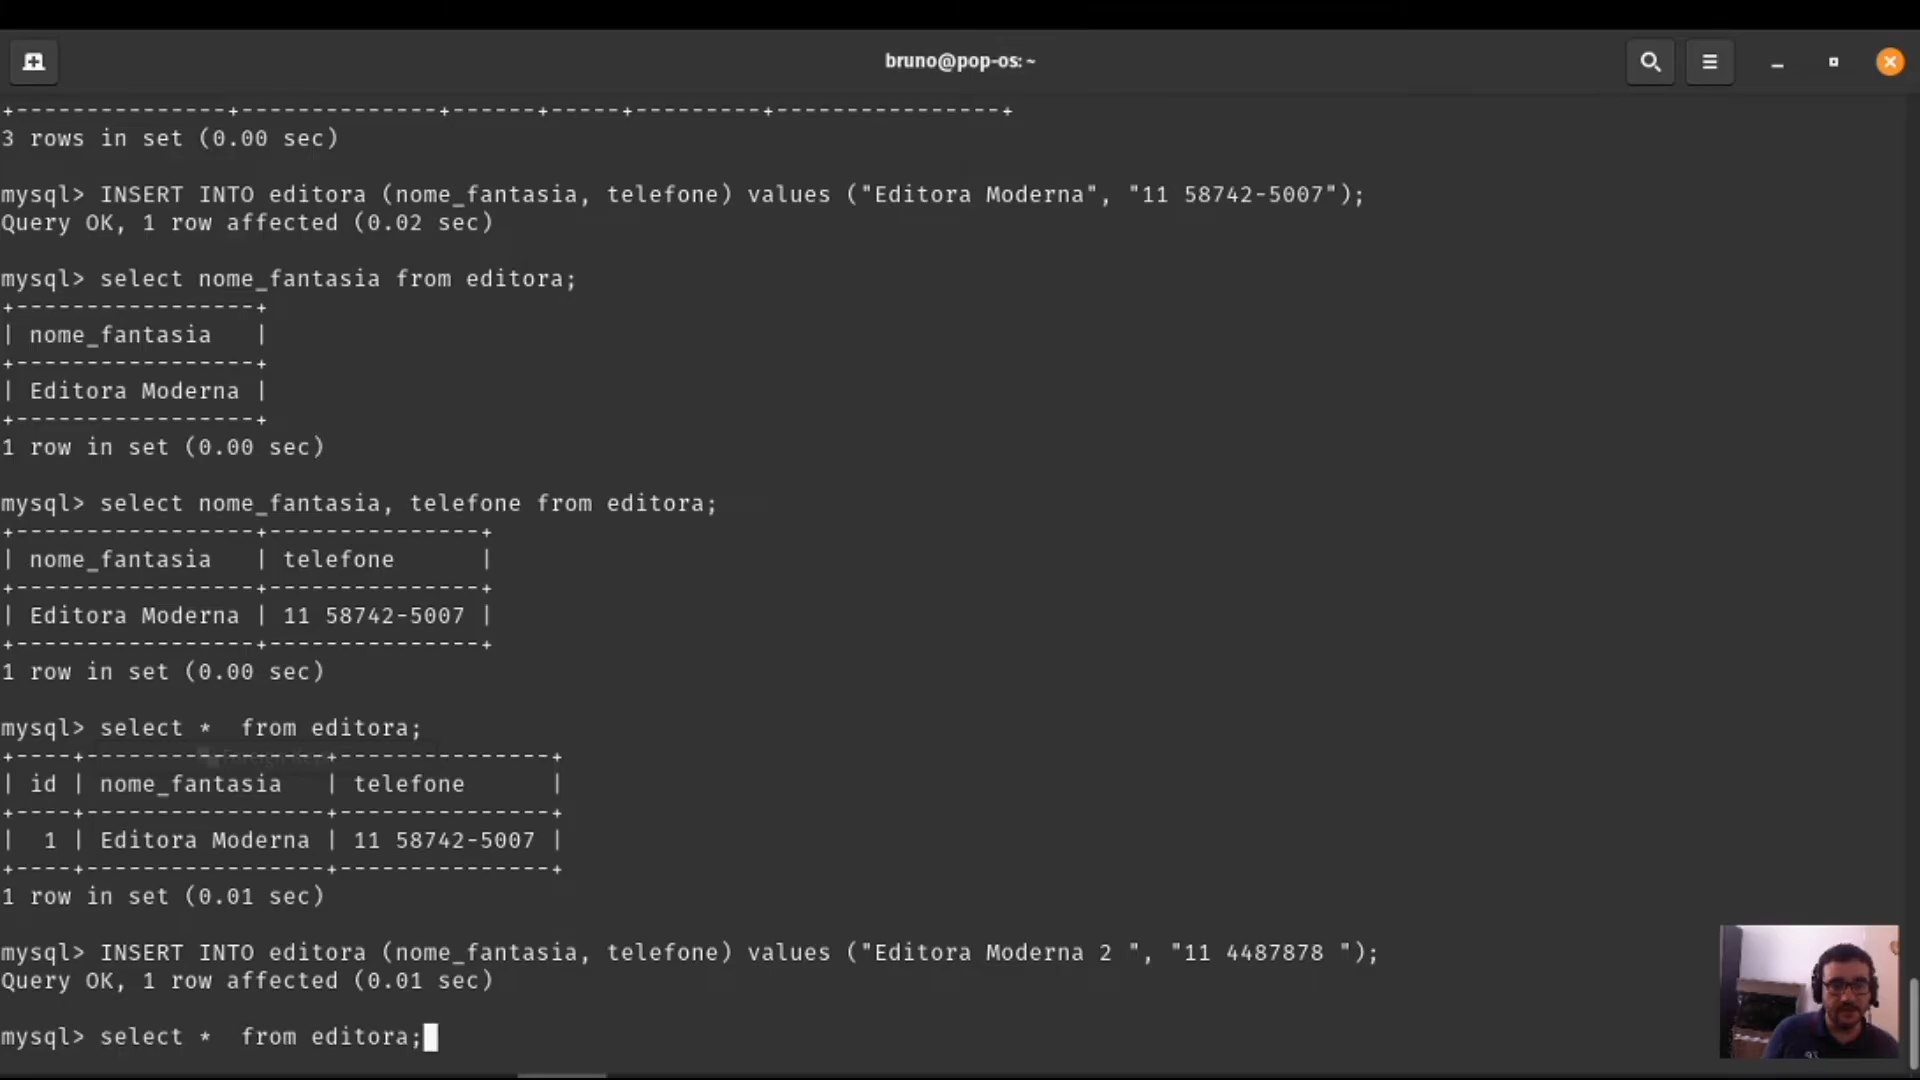 bruno@pop-os: ~
+---------------+--------------+------+-----+---------+----------------+
3 rows in set (0.00 sec)
mysql> INSERT INTO editora (nome_fantasia, telefone) values ("Editora Moderna", "11 58742-5007");
Query OK, 1 row affected (0.02 sec)
mysql> select nome_fantasia from editora;
+-----------------+
| nome_fantasia   |
+-----------------+
| Editora Moderna |
+-----------------+
1 row in set (0.00 sec)
mysql> select nome_fantasia, telefone from editora;
+-----------------+---------------+
| nome_fantasia   | telefone      |
+-----------------+---------------+
| Editora Moderna | 11 58742-5007 |
+-----------------+---------------+
1 row in set (0.00 sec)
mysql> select *  from editora;
+----+-----------------+---------------+
| id | nome_fantasia   | telefone      |
+----+-----------------+---------------+
|  1 | Editora Moderna | 11 58742-5007 |
+----+-----------------+---------------+
1 row in set (0.01 sec)
mysql> INSERT INTO editora (nome_fantasia, telefone) values ("Editora Moderna 2 ", "11 4487878 ");
Query OK, 1 row affected (0.01 sec)
mysql> select *  from editora;